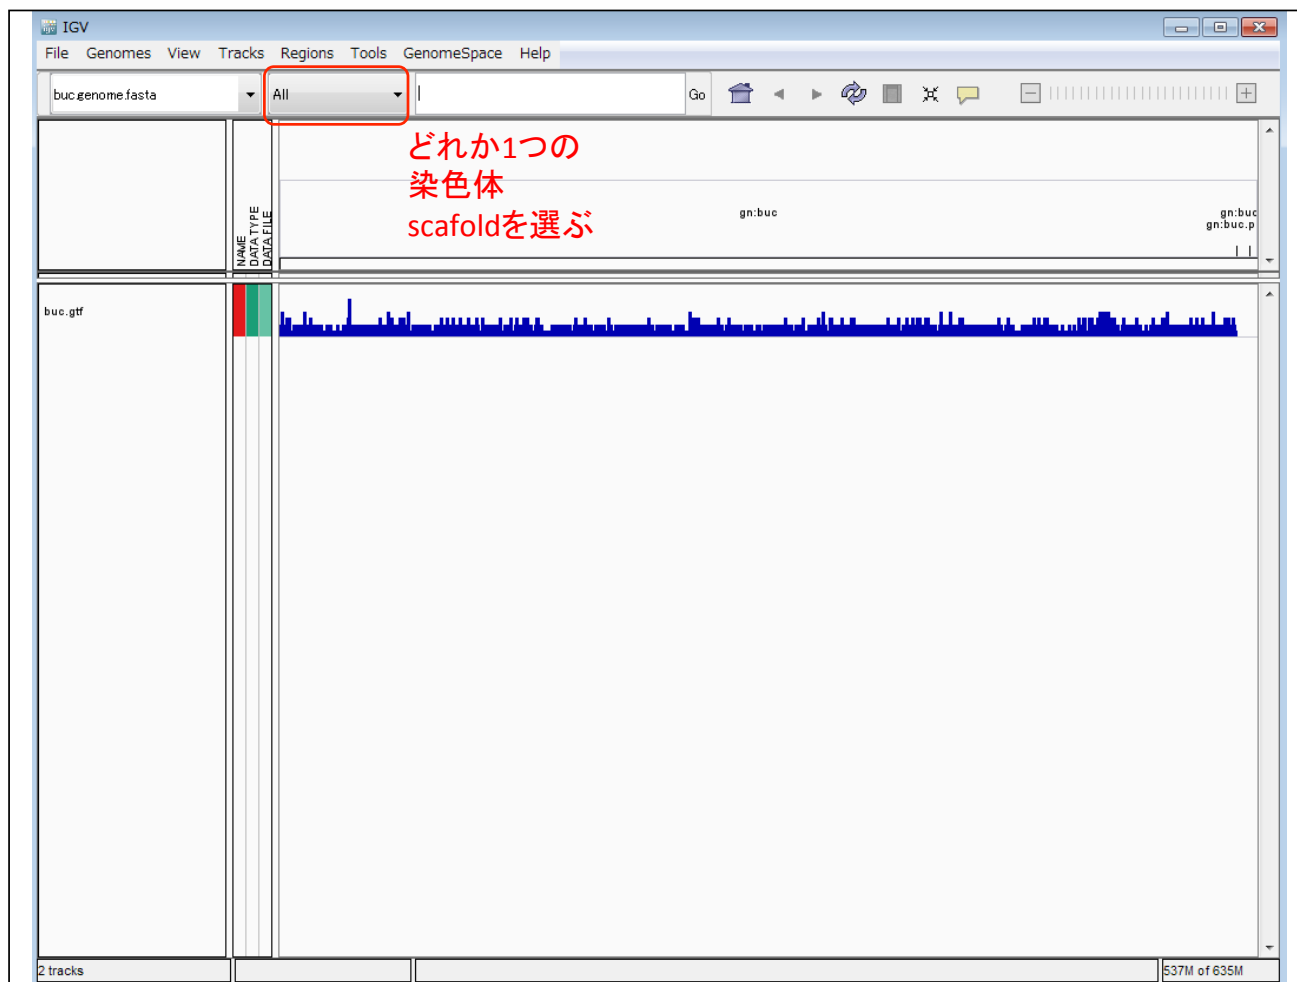 IGV
File Genomes View Tracks Regions Tools GenomeSpace Help
buc.genome.fasta All Go
どれか1つの
染色体
scafoldを選ぶ
NAME
DATA TYPE
DATA FILE
gn:buc gn:buc
gn:buc.p
buc.gtf
2 tracks 537M of 635M